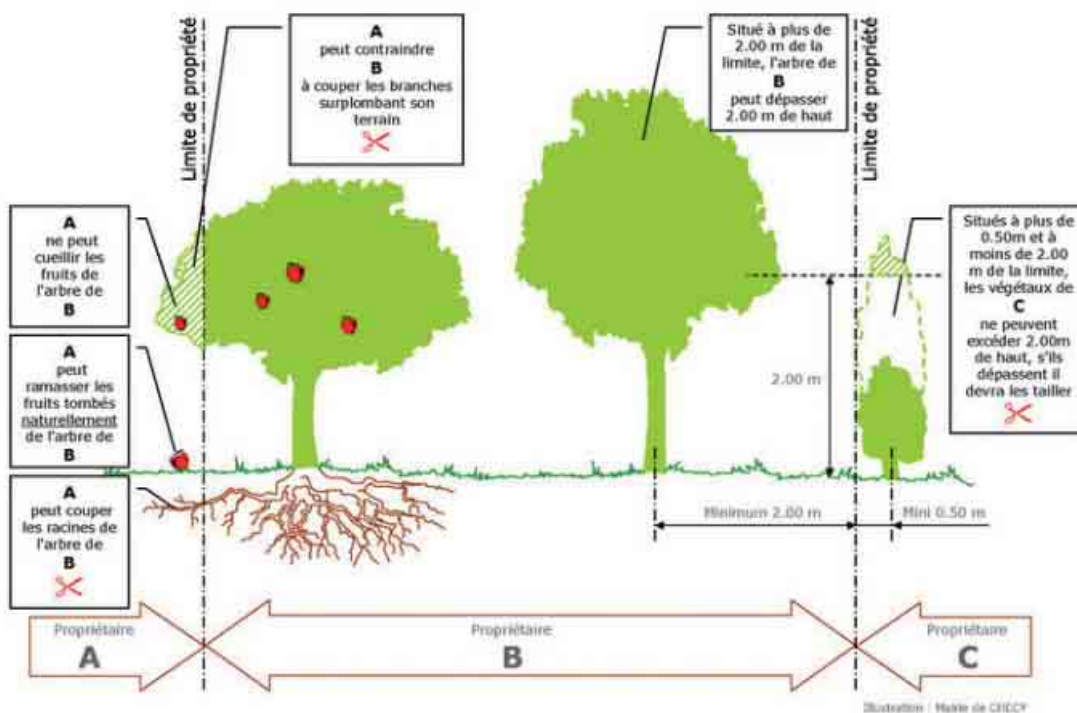 Limite de propriété
A
peut contraindre
B
à couper les branches
surplombant son
terrain
Situé à plus de
2.00 m de la
limite, l'arbre de
B
peut dépasser
2.00 m de haut
Limite de propriété
A
ne peut
cueillir les
fruits de
l'arbre de
B
Situés à plus de
0.50m et à
moins de 2.00
m de la limite,
les végétaux de
C
ne peuvent
excéder 2.00m
de haut, s'ils
dépassent il
devra les tailler
A
peut
ramasser les
fruits tombés
naturellement
de l'arbre de
B
2.00 m
A
peut couper
les racines de
l'arbre de
B
Minimum 2.00 m
Mini 0.50 m
Propriétaire
A
Propriétaire
B
Propriétaire
C
Illustration : Mairie de CHECY